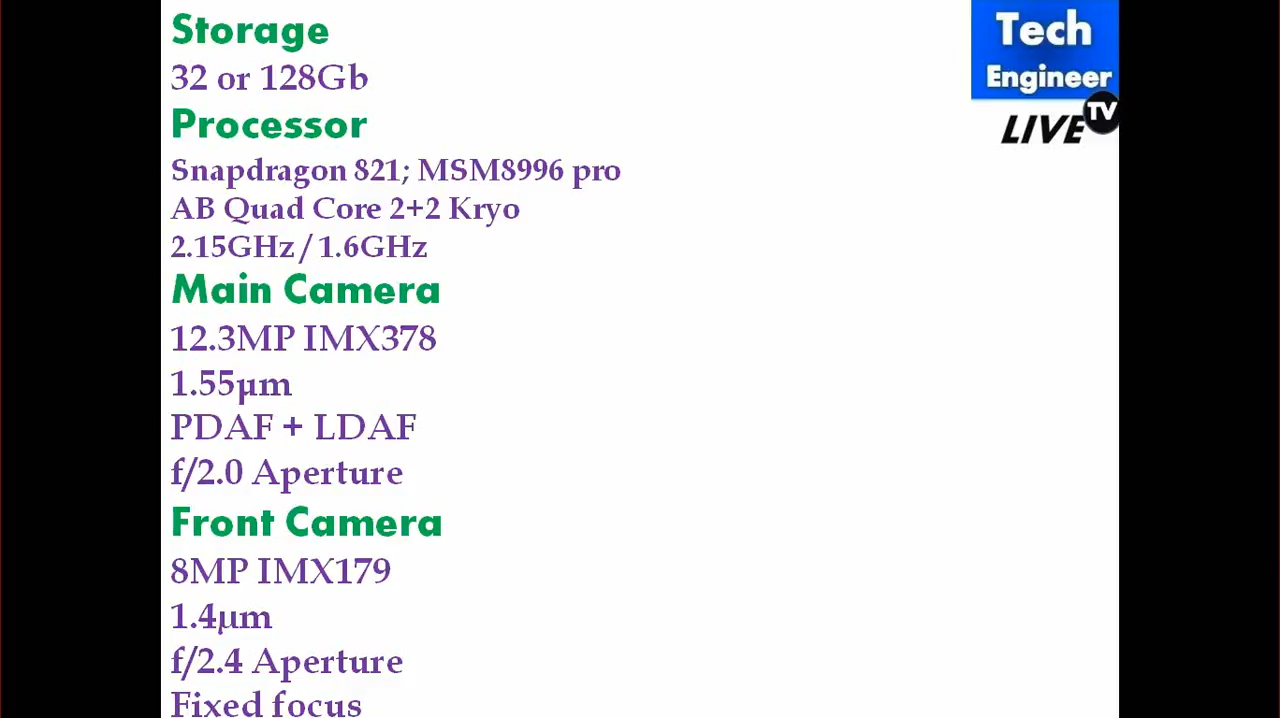 Storage
32 or 128Gb
Processor
Snapdragon 821; MSM8996 pro
AB Quad Core 2+2 Kryo
2.15GHz / 1.6GHz
Main Camera
12.3MP IMX378
1.55µm
PDAF + LDAF
f/2.0 Aperture
Front Camera
8MP IMX179
1.4µm
f/2.4 Aperture
Fixed focus
Tech
Engineer
LIVE TV